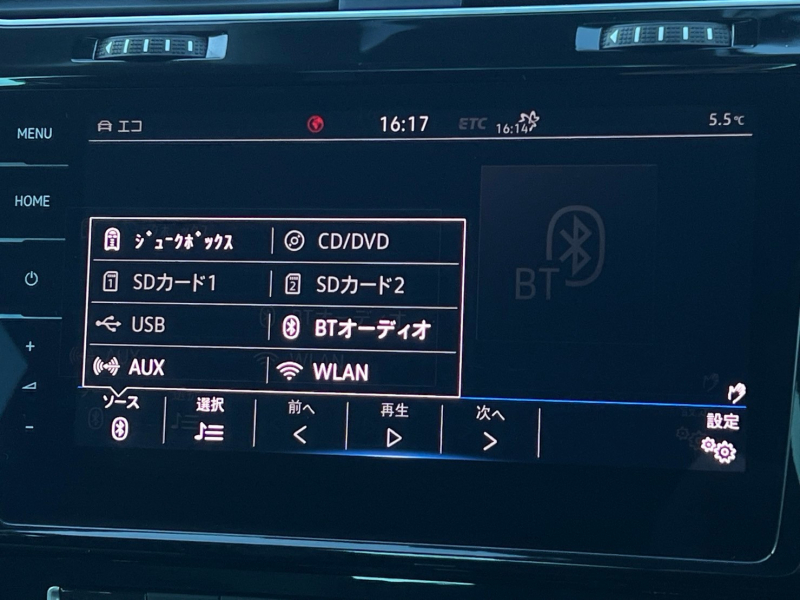 MENU
HOME
+
-
エコ 16:17 ETC 16:14 5.5℃
BT
ｼﾞｭｰｸﾎﾞｯｸｽ CD/DVD
SDカード1 SDカード2
USB BTオーディオ
AUX WLAN
ソース 選択 前へ 再生 次へ 設定